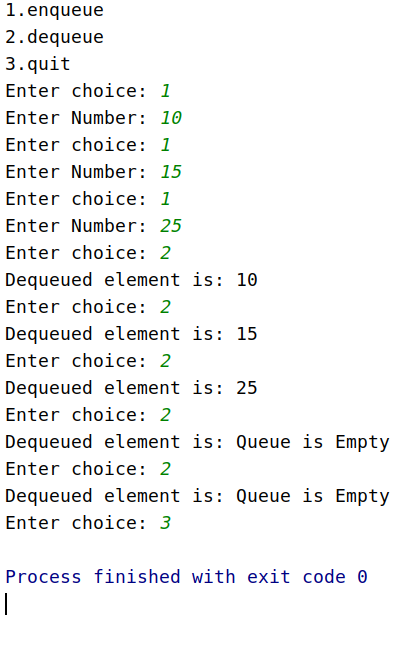 1.enqueue
2.dequeue
3.quit
Enter choice: 1
Enter Number: 10
Enter choice: 1
Enter Number: 15
Enter choice: 1
Enter Number: 25
Enter choice: 2
Dequeued element is: 10
Enter choice: 2
Dequeued element is: 15
Enter choice: 2
Dequeued element is: 25
Enter choice: 2
Dequeued element is: Queue is Empty
Enter choice: 2
Dequeued element is: Queue is Empty
Enter choice: 3
Process finished with exit code 0